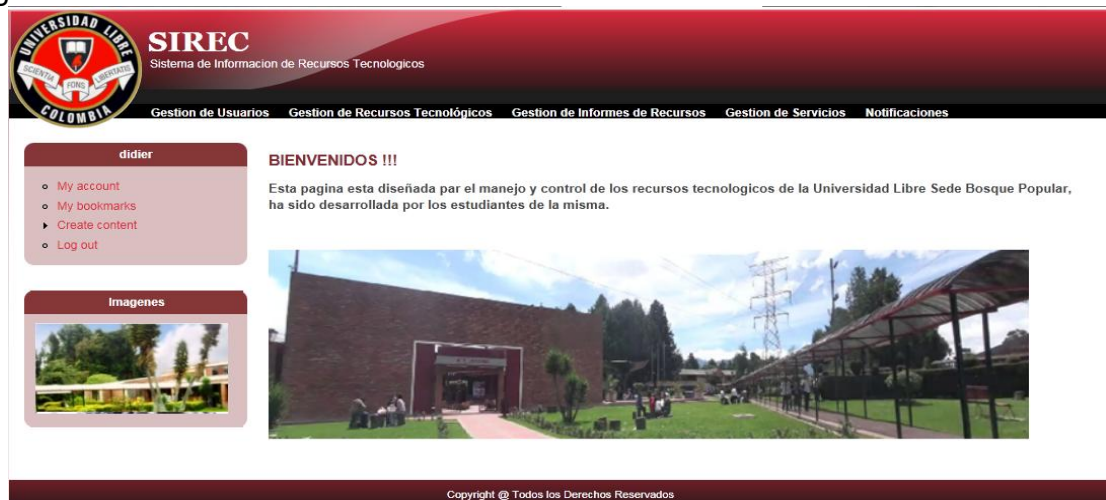 UNIVERSIDAD LIBRE
SCIENTIA FONS LIBERTATIS
COLOMBIA
SIREC
Sistema de Informacion de Recursos Tecnologicos
Gestion de Usuarios Gestion de Recursos Tecnológicos Gestion de Informes de Recursos Gestion de Servicios Notificaciones
didier
My account
My bookmarks
Create content
Log out
Imagenes
BIENVENIDOS !!!
Esta pagina esta diseñada par el manejo y control de los recursos tecnologicos de la Universidad Libre Sede Bosque Popular,
ha sido desarrollada por los estudiantes de la misma.
Copyright @ Todos los Derechos Reservados